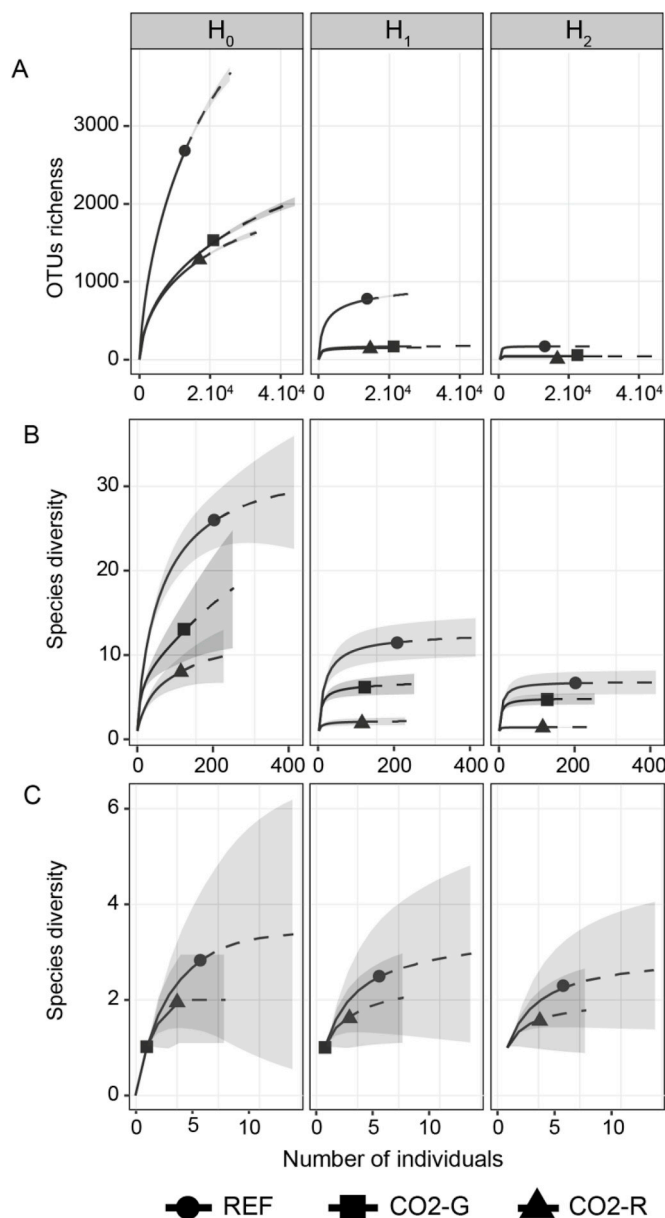 H₀ H₁ H₂
A
OTUs richenss
3000
2000
1000
0
0 2.10⁴ 4.10⁴ 0 2.10⁴ 4.10⁴ 0 2.10⁴ 4.10⁴
B
Species diversity
30
20
10
0
0 200 400 0 200 400 0 200 400
C
Species diversity
6
4
2
0
0 5 10 0 5 10 0 5 10
Number of individuals
REF CO2-G CO2-R